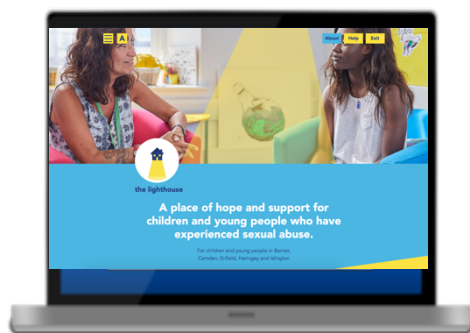 A
About
Help
Exit
the lighthouse
A place of hope and support for
children and young people who have
experienced sexual abuse.
For children and young people in Barnet,
Camden, Enfield, Haringey and Islington